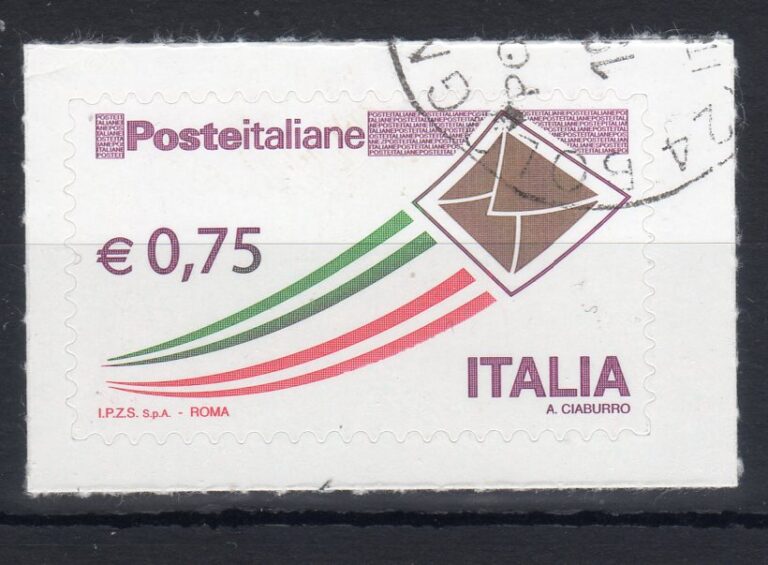 Posteitaliane
€ 0,75
ITALIA
A. CIABURRO
I.P.Z.S. S.p.A. - ROMA